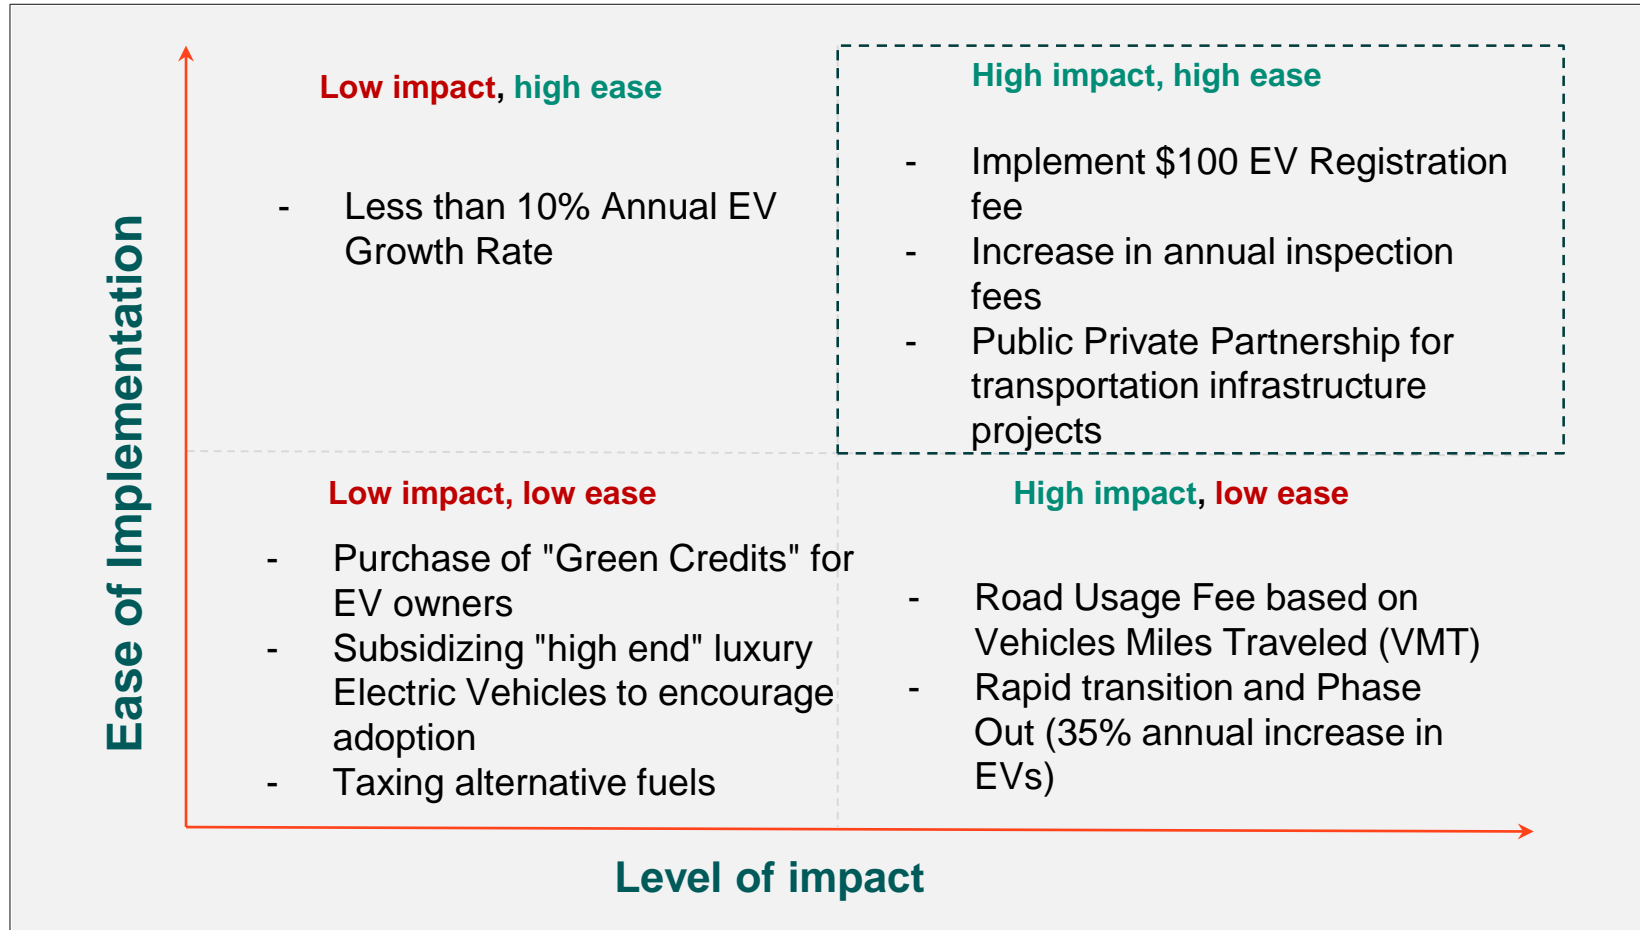 Low impact, high ease
- Less than 10% Annual EV
Growth Rate
High impact, high ease
- Implement $100 EV Registration
fee
- Increase in annual inspection
fees
- Public Private Partnership for
transportation infrastructure
projects
Low impact, low ease
- Purchase of "Green Credits" for
EV owners
- Subsidizing "high end" luxury
Electric Vehicles to encourage
adoption
- Taxing alternative fuels
High impact, low ease
- Road Usage Fee based on
Vehicles Miles Traveled (VMT)
- Rapid transition and Phase
Out (35% annual increase in
EVs)
Ease of Implementation
Level of impact